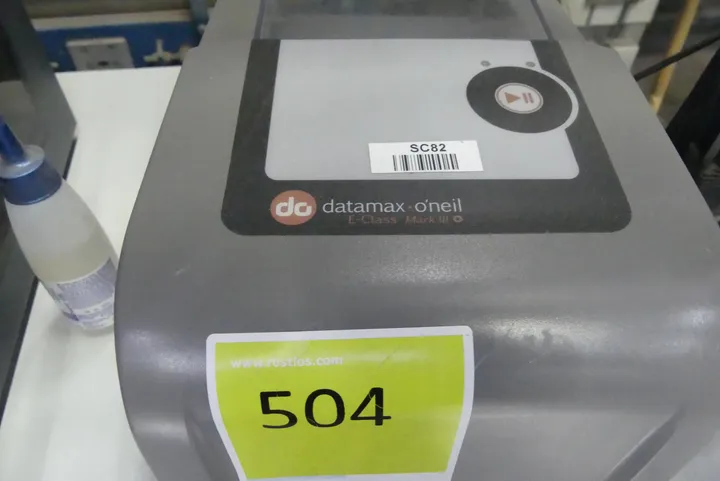 SC82
do datamax·o'neil
E-Class Mark III
www.rostios.com
504